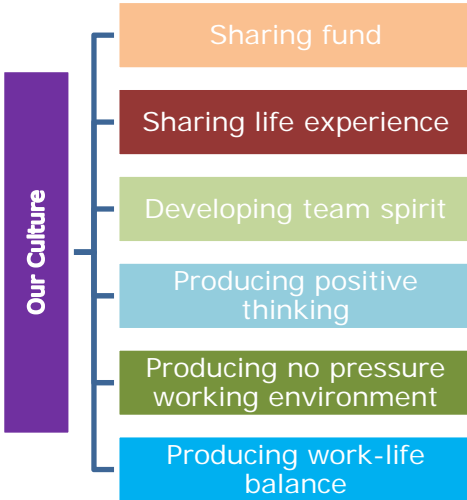 Our Culture
Sharing fund
Sharing life experience
Developing team spirit
Producing positive
thinking
Producing no pressure
working environment
Producing work-life
balance